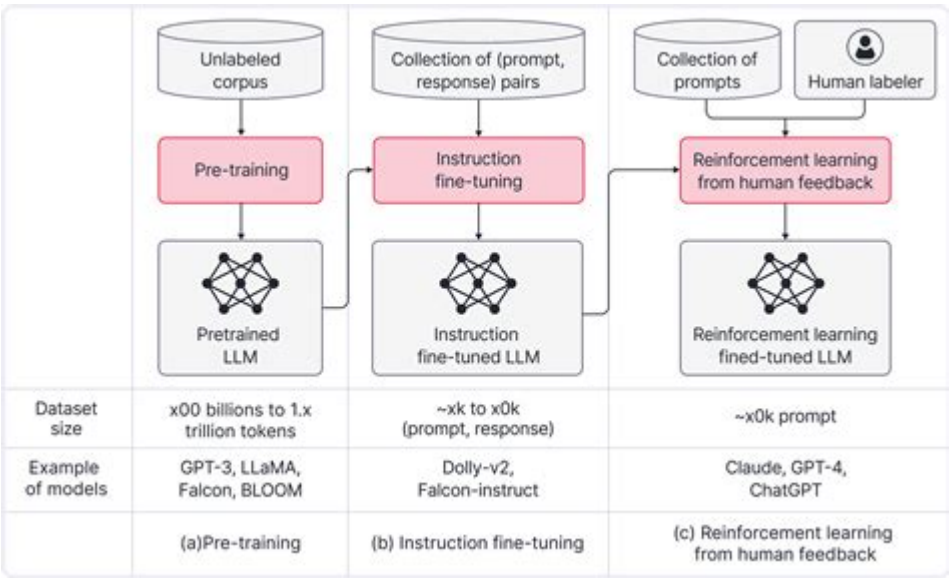 Unlabeled
corpus
Collection of (prompt,
response) pairs
Collection of
prompts
Human labeler
Pre-training
Instruction
fine-tuning
Reinforcement learning
from human feedback
Pretrained
LLM
Instruction
fine-tuned LLM
Reinforcement learning
fined-tuned LLM
Dataset
size
x00 billions to 1.x
trillion tokens
~xk to x0k
(prompt, response)
~x0k prompt
Example
of models
GPT-3, LLaMA,
Falcon, BLOOM
Dolly-v2,
Falcon-instruct
Claude, GPT-4,
ChatGPT
(a)Pre-training
(b) Instruction fine-tuning
(c) Reinforcement learning
from human feedback